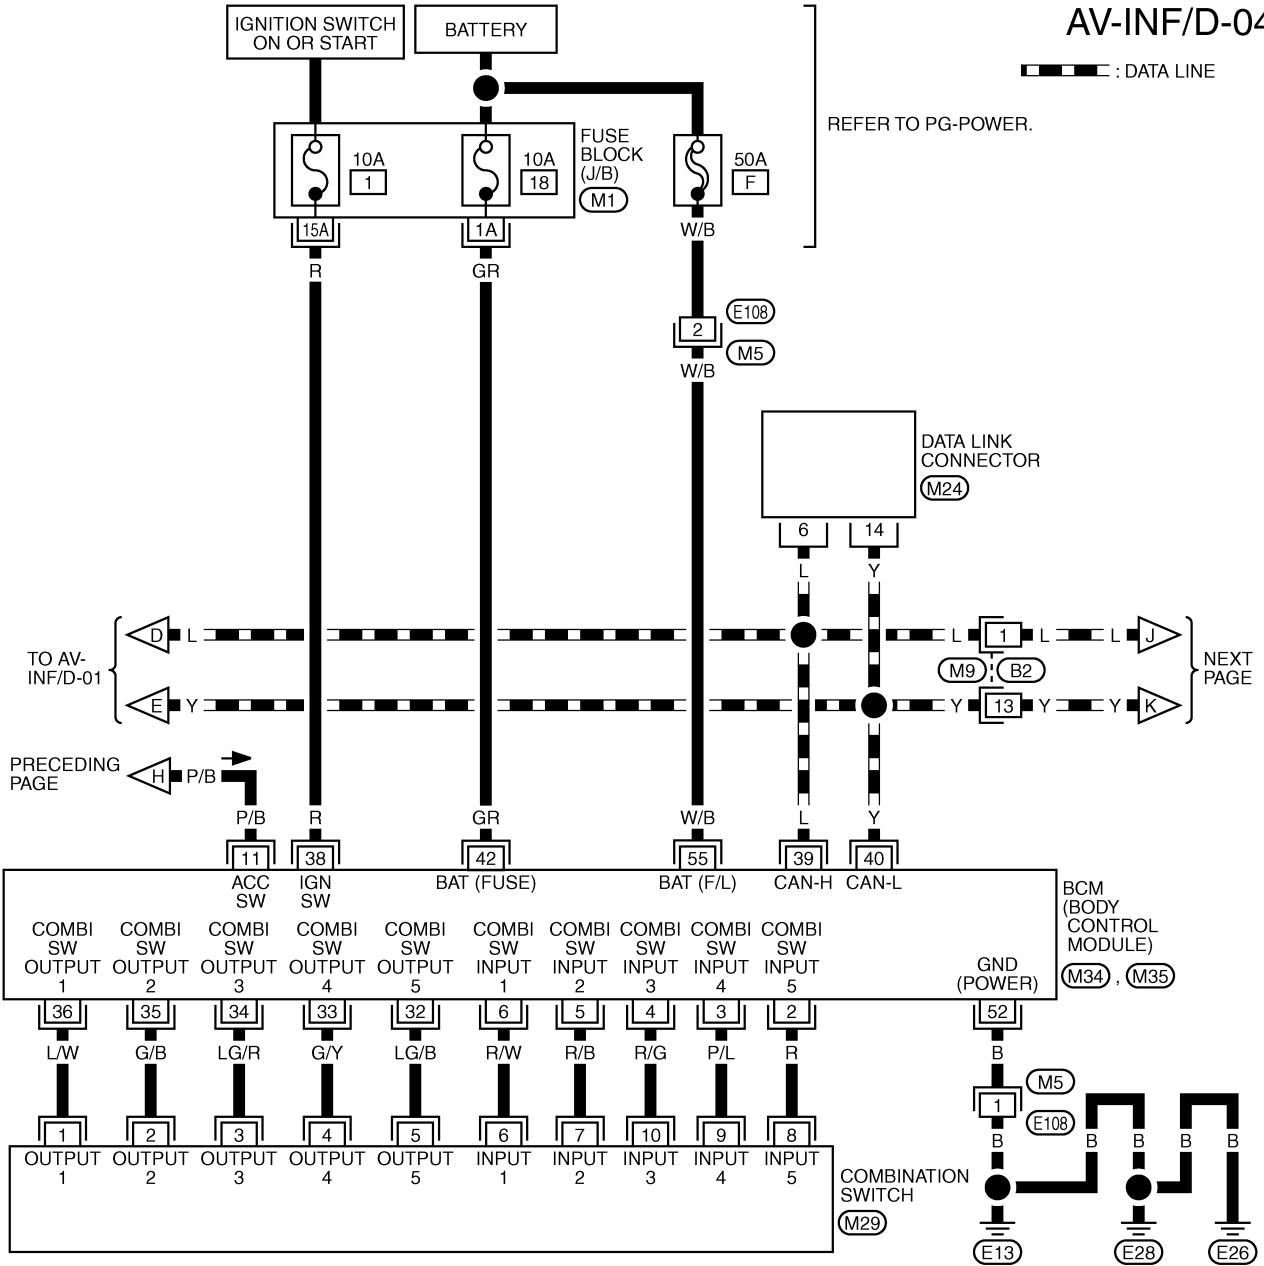 AV-INF/D-04
: DATA LINE
IGNITION SWITCH
ON OR START
BATTERY
REFER TO PG-POWER.
10A
1
10A
18
FUSE
BLOCK
(J/B)
M1
50A
F
15A
1A
W/B
R
GR
E108
2
M5
W/B
DATA LINK
CONNECTOR
M24
6
14
L
Y
TO AV-
INF/D-01
D
L
L
1
L
L
J
M9
B2
NEXT
PAGE
E
Y
Y
13
Y
Y
K
PRECEDING
PAGE
H
P/B
P/B
R
GR
W/B
L
Y
11
38
42
55
39
40
ACC
SW
IGN
SW
BAT (FUSE)
BAT (F/L)
CAN-H
CAN-L
BCM
(BODY
CONTROL
MODULE)
M34 , M35
COMBI
SW
OUTPUT
1
COMBI
SW
OUTPUT
2
COMBI
SW
OUTPUT
3
COMBI
SW
OUTPUT
4
COMBI
SW
OUTPUT
5
COMBI
SW
INPUT
1
COMBI
SW
INPUT
2
COMBI
SW
INPUT
3
COMBI
SW
INPUT
4
COMBI
SW
INPUT
5
GND
(POWER)
36
35
34
33
32
6
5
4
3
2
52
L/W
G/B
LG/R
G/Y
LG/B
R/W
R/B
R/G
P/L
R
B
M5
1
E108
1
2
3
4
5
6
7
10
9
8
B
B
B
B
B
OUTPUT
1
OUTPUT
2
OUTPUT
3
OUTPUT
4
OUTPUT
5
INPUT
1
INPUT
2
INPUT
3
INPUT
4
INPUT
5
COMBINATION
SWITCH
M29
E13
E28
E26